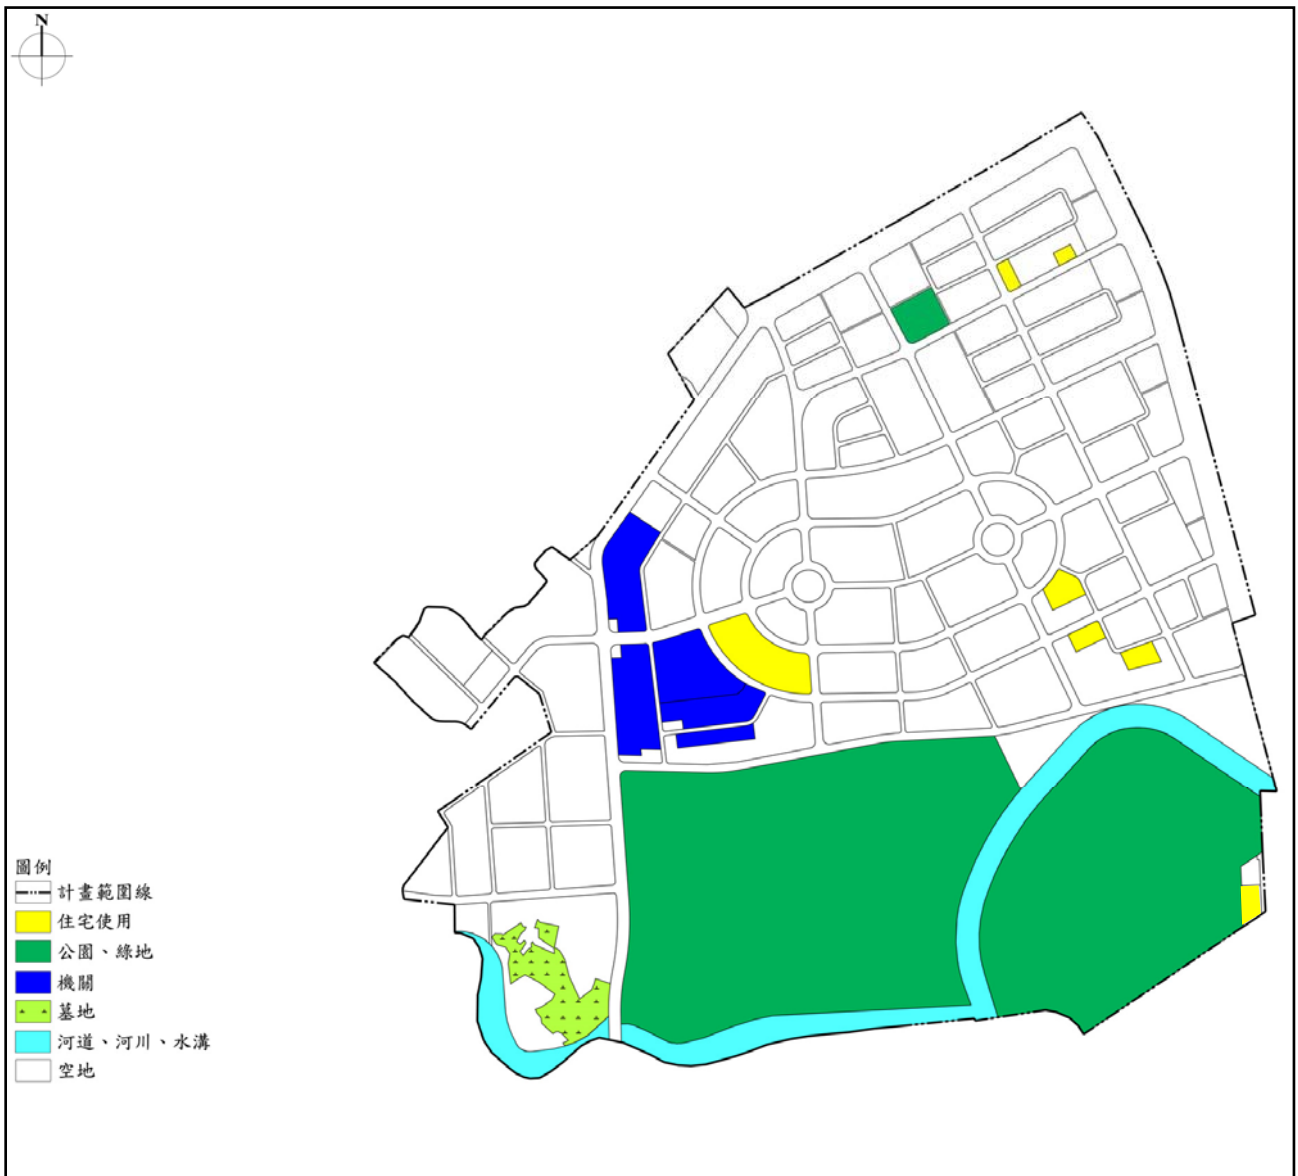 N
圖例
計畫範圍線
住宅使用
公園、綠地
機關
墓地
河道、河川、水溝
空地